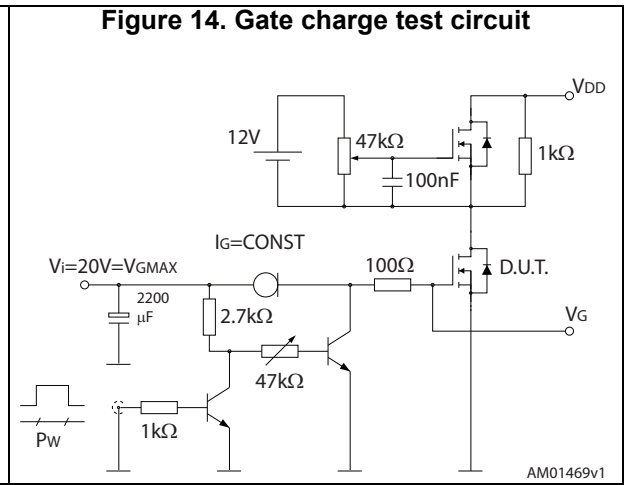 Figure 14. Gate charge test circuit
VDD
12V
47kΩ
1kΩ
100nF
IG=CONST
Vi=20V=VGMAX
100Ω
D.U.T.
2200
μF
2.7kΩ
VG
47kΩ
1kΩ
PW
AM01469v1